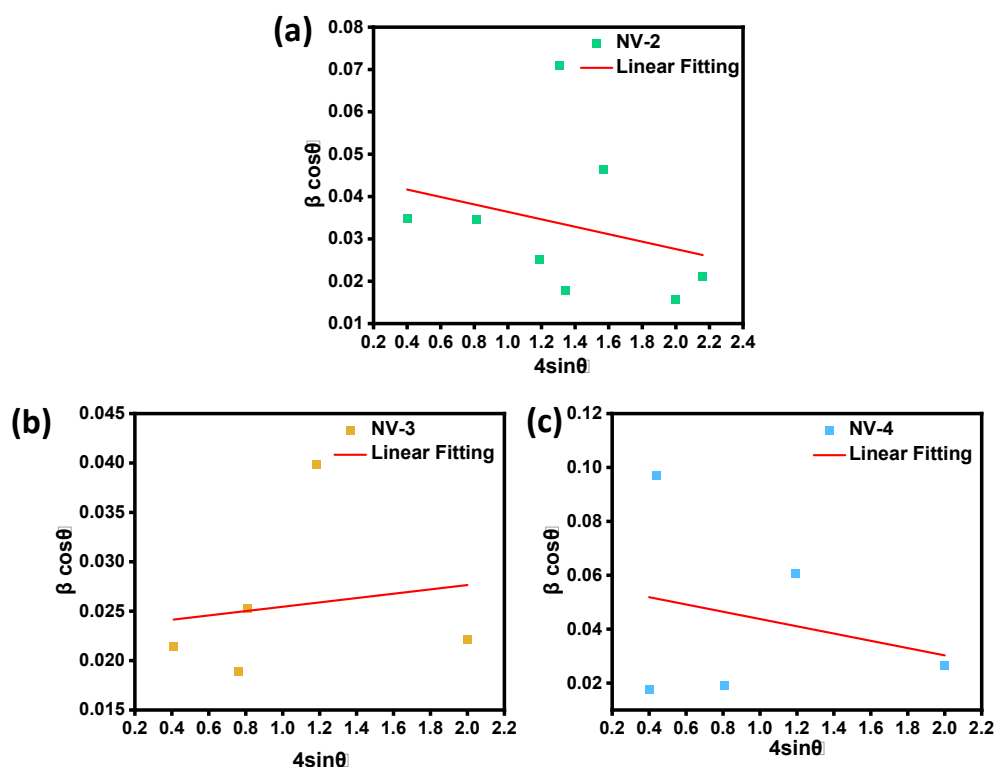 (a)
NV-2
Linear Fitting
0.08
0.07
0.06
0.05
0.04
0.03
0.02
0.01
β cosθ
0.2 0.4 0.6 0.8 1.0 1.2 1.4 1.6 1.8 2.0 2.2 2.4
4sinθ
(b)
NV-3
Linear Fitting
0.045
0.040
0.035
0.030
0.025
0.020
0.015
β cosθ
0.2 0.4 0.6 0.8 1.0 1.2 1.4 1.6 1.8 2.0 2.2
4sinθ
(c)
NV-4
Linear Fitting
0.12
0.10
0.08
0.06
0.04
0.02
β cosθ
0.2 0.4 0.6 0.8 1.0 1.2 1.4 1.6 1.8 2.0 2.2
4sinθ